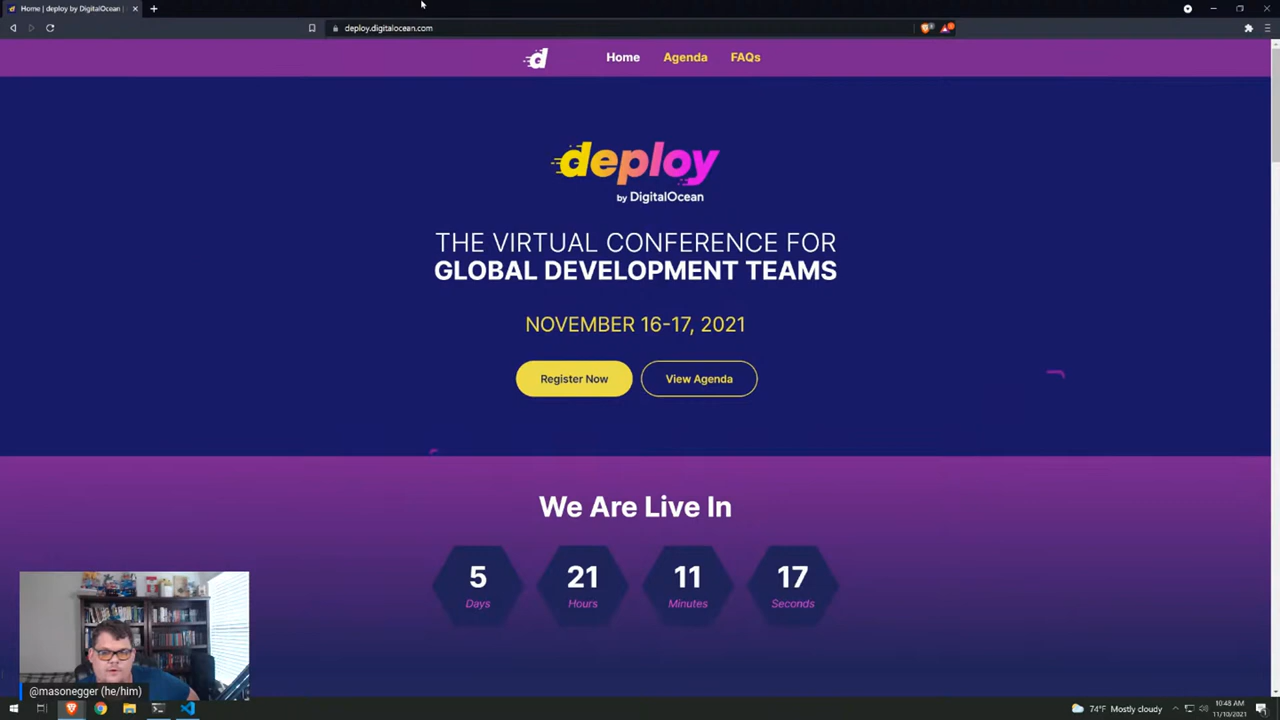 Home | deploy by DigitalOcean
deploy.digitalocean.com
Home
Agenda
FAQs
deploy
by DigitalOcean
THE VIRTUAL CONFERENCE FOR
GLOBAL DEVELOPMENT TEAMS
NOVEMBER 16-17, 2021
Register Now
View Agenda
We Are Live In
5
21
11
17
Days
Hours
Minutes
Seconds
@masonegger (he/him)
74°F Mostly cloudy
10:48 AM
11/10/2021